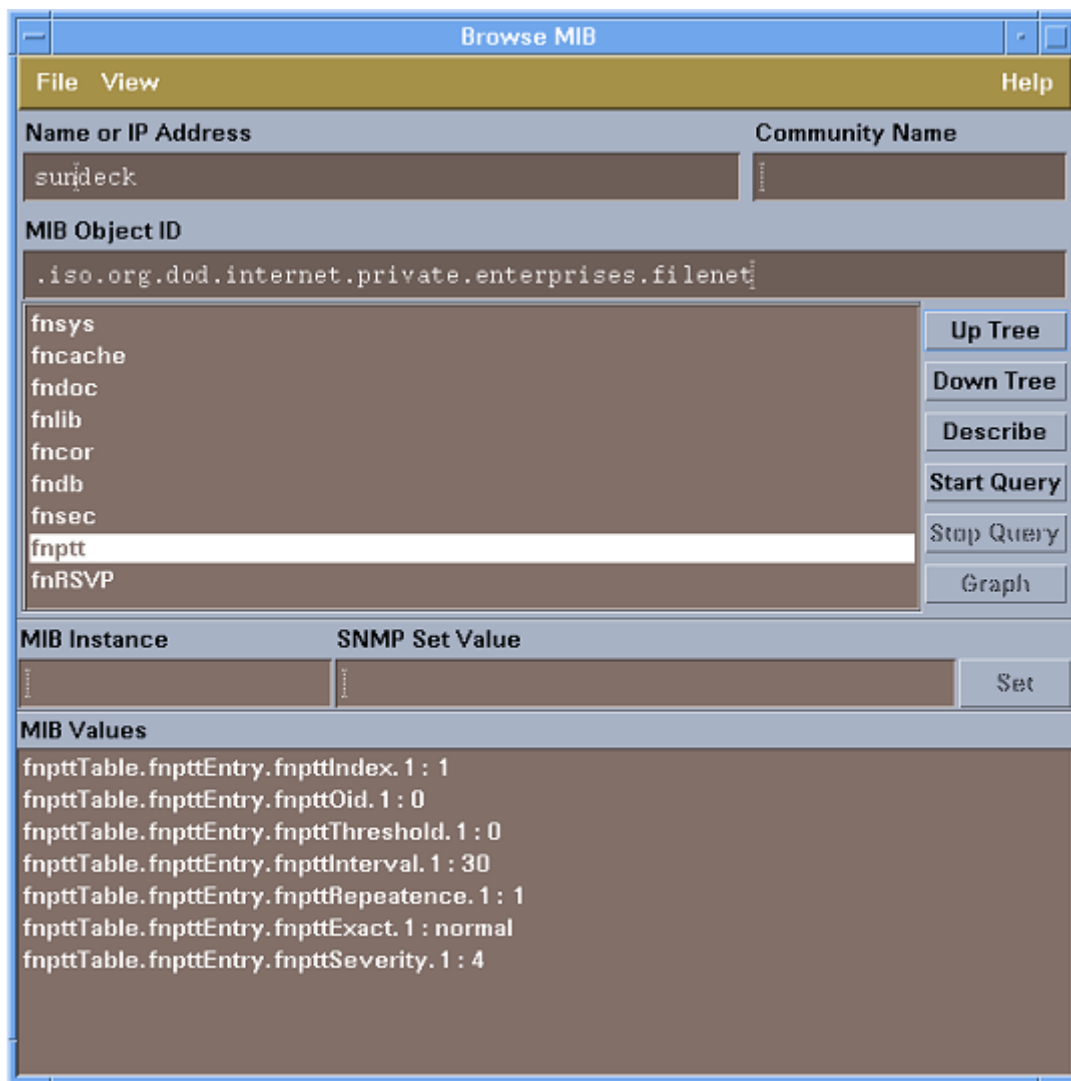 Browse MIB
File View Help
Name or IP Address Community Name
sundeck
MIB Object ID
.iso.org.dod.internet.private.enterprises.filenet
fnsys
fncache
fndoc
fnlib
fncor
fndb
fnsec
fnptt
fnRSVP
Up Tree
Down Tree
Describe
Start Query
Stop Query
Graph
MIB Instance SNMP Set Value
Set
MIB Values
fnpttTable.fnpttEntry.fnpttIndex.1 : 1
fnpttTable.fnpttEntry.fnpttOid.1 : 0
fnpttTable.fnpttEntry.fnpttThreshold.1 : 0
fnpttTable.fnpttEntry.fnpttInterval.1 : 30
fnpttTable.fnpttEntry.fnpttRepeatence.1 : 1
fnpttTable.fnpttEntry.fnpttExact.1 : normal
fnpttTable.fnpttEntry.fnpttSeverity.1 : 4